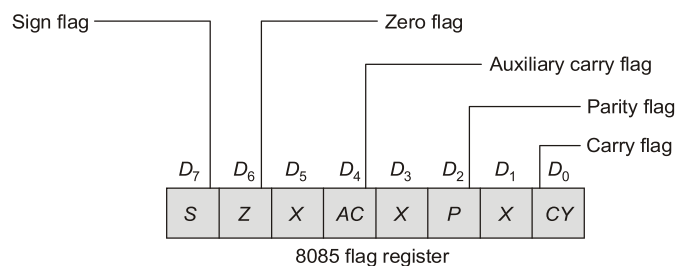 Sign flag
Zero flag
Auxiliary carry flag
Parity flag
Carry flag
D₇ D₆ D₅ D₄ D₃ D₂ D₁ D₀
S Z X AC X P X CY
8085 flag register